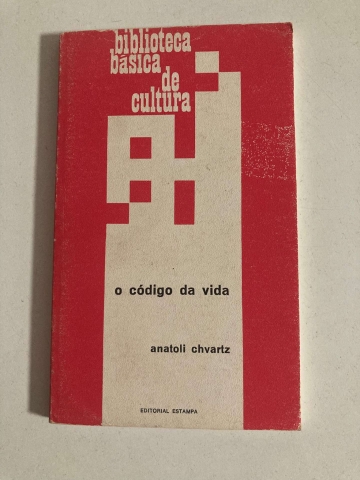 biblioteca
básica
de
cultura
o código da vida
anatoli chvartz
EDITORIAL ESTAMPA